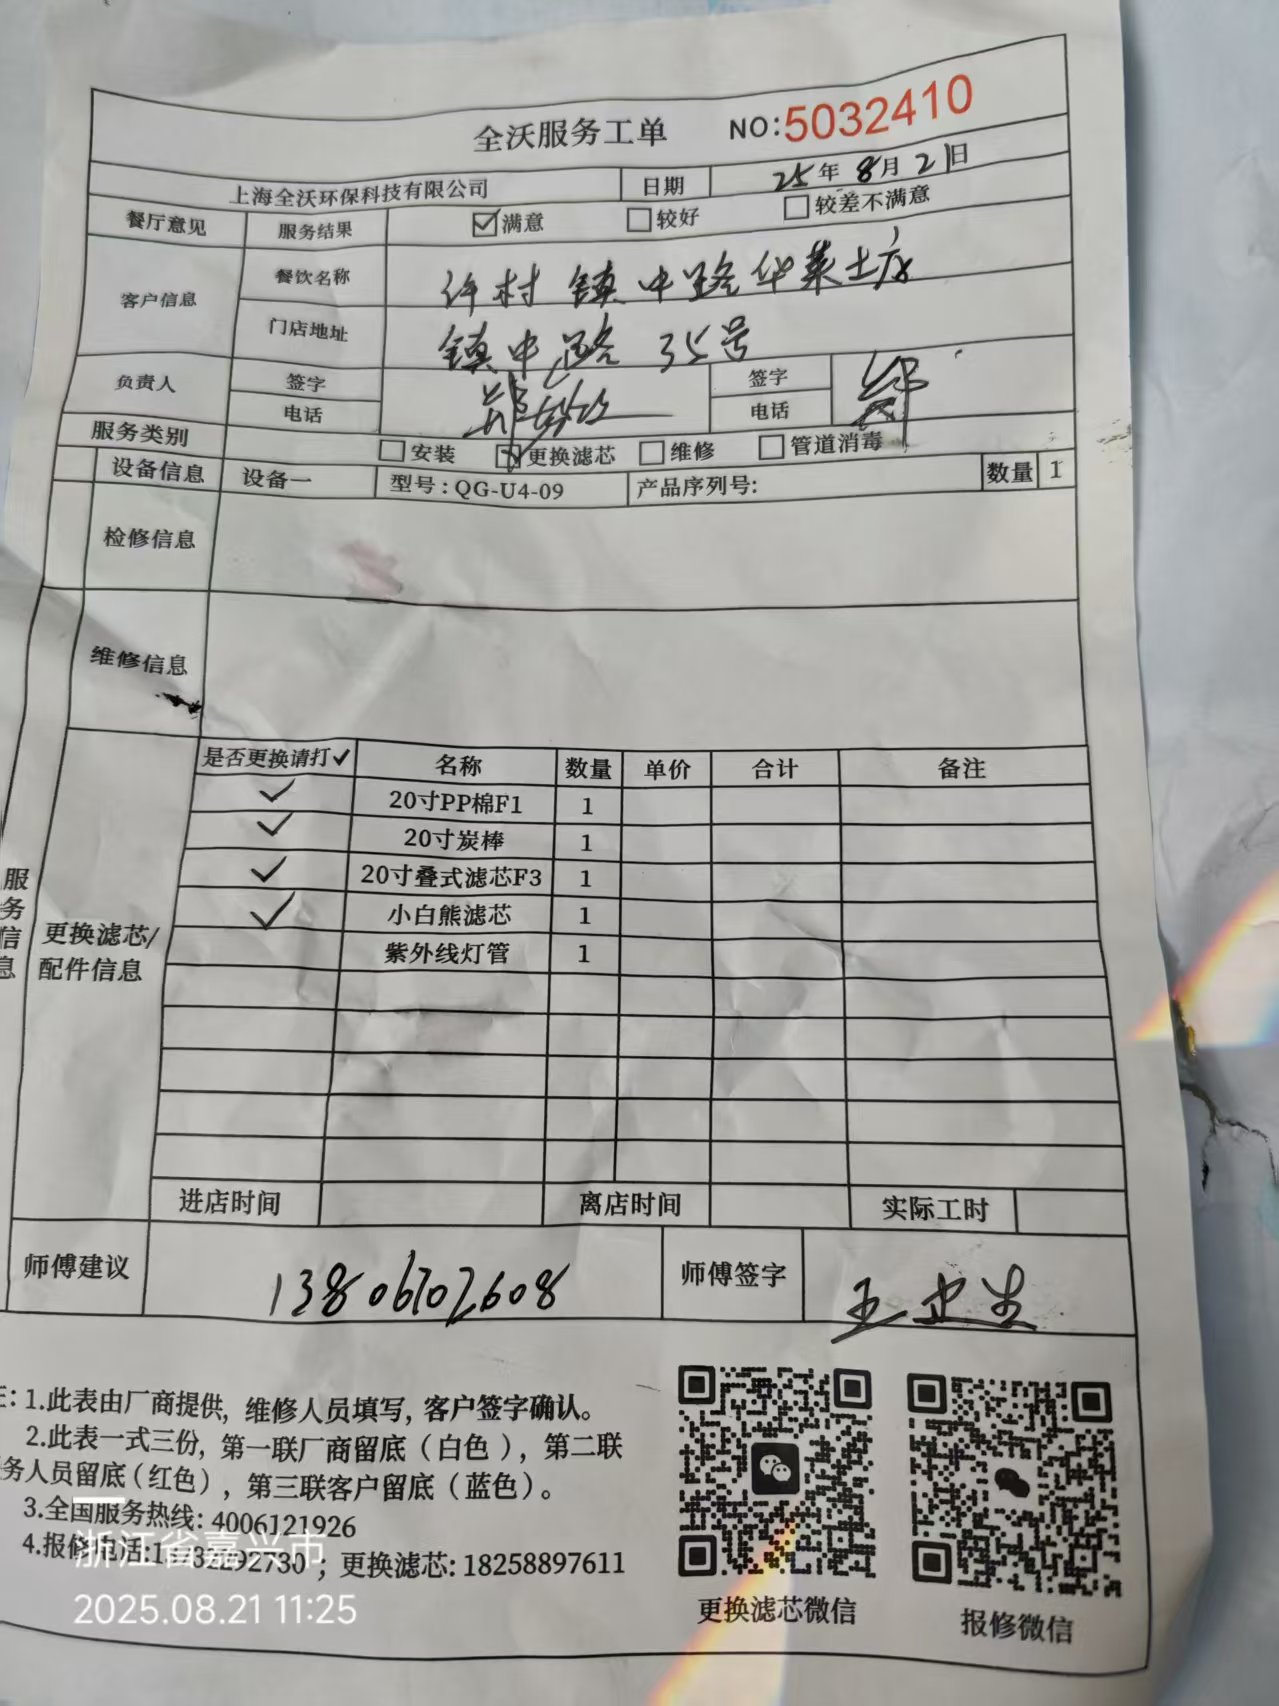 全沃服务工单 NO:5032410
上海全沃环保科技有限公司 日期 25年 8月 21日
餐厅意见 服务结果 ☑满意 □较好 □较差不满意
客户信息 餐饮名称 许村镇中路华莱士店
门店地址 镇中路 35号
负责人 签字 签字
电话 电话
服务类别 □安装 ☑更换滤芯 □维修 □管道消毒
设备信息 设备一 型号:QG-U4-09 产品序列号: 数量 1
检修信息
维修信息
服务信息
更换滤芯/
配件信息
是否更换请打✓ 名称 数量 单价 合计 备注
✓ 20寸PP棉F1 1
✓ 20寸炭棒 1
✓ 20寸叠式滤芯F3 1
✓ 小白熊滤芯 1
紫外线灯管 1
进店时间 离店时间 实际工时
师傅建议 13806702608 师傅签字 王卫生
1.此表由厂商提供, 维修人员填写, 客户签字确认。
2.此表一式三份, 第一联厂商留底(白色), 第二联
务人员留底(红色), 第三联客户留底(蓝色)。
3.全国服务热线: 4006121926
4.报修电话: ; 更换滤芯: 18258897611
更换滤芯微信 报修微信
浙江省嘉兴市
2025.08.21 11:25